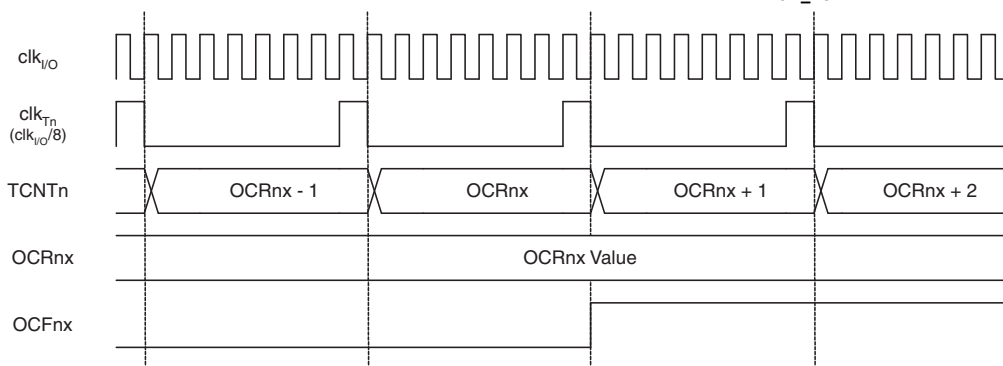 clkI/O
clkTn
(clkI/O/8)
TCNTn
OCRnx - 1
OCRnx
OCRnx + 1
OCRnx + 2
OCRnx
OCRnx Value
OCFnx